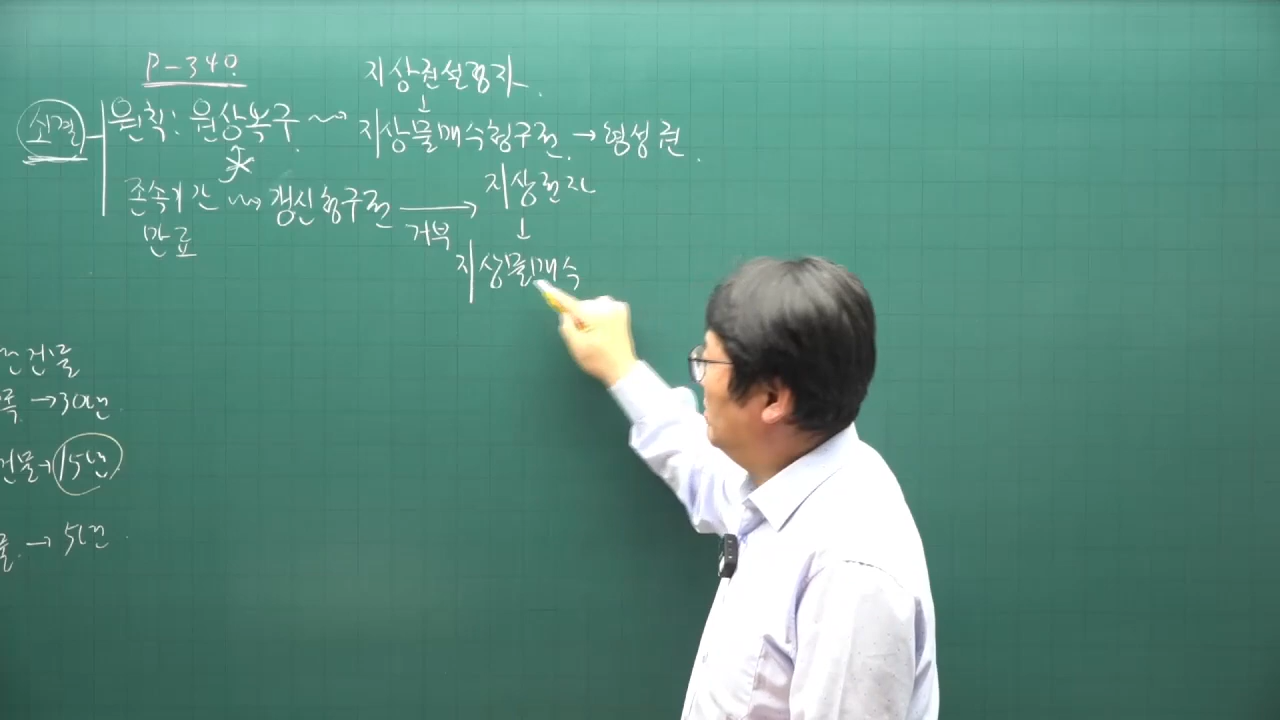 P-340
지상권설정자.
↓
소멸 원칙: 원상복구 ⇝ 지상물매수청구권. → 형성권.
지상권자
존속기간 ⇝ 갱신청구권 →
만료 거부 ↓
지상물매수
건물
→ 30년.
건물 → 15년
물. → 5년.